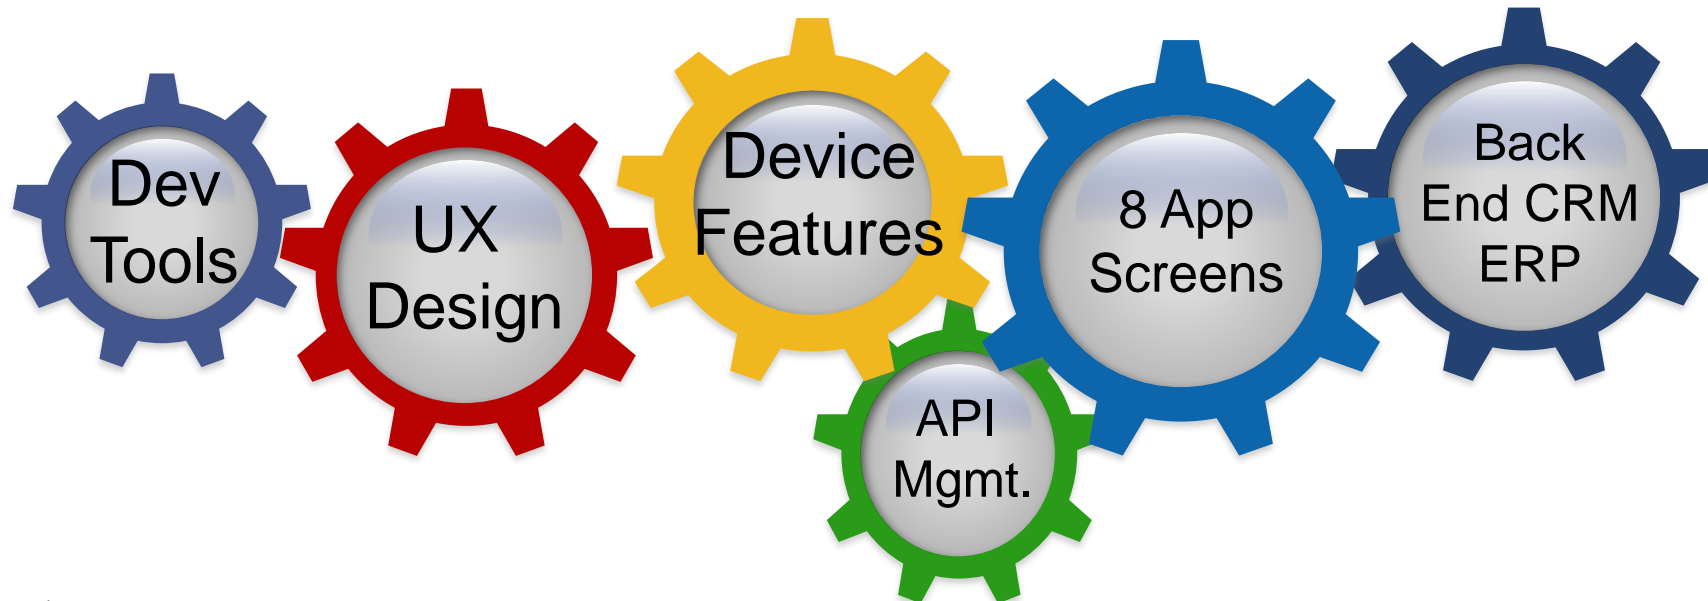 Dev
Tools
UX
Design
Device
Features
API
Mgmt.
8 App
Screens
Back
End CRM
ERP